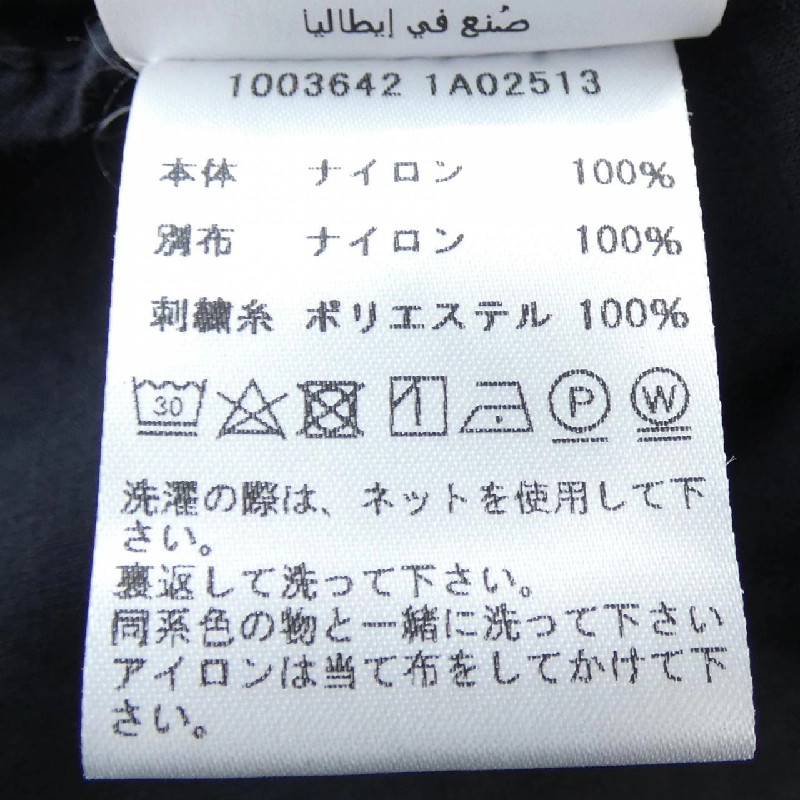 صُنع في إيطاليا
1003642 1A02513
本体 ナイロン 100%
別布 ナイロン 100%
刺繍糸 ポリエステル 100%
30 P W
洗濯の際は、ネットを使用して下
さい。
裏返して洗って下さい。
同系色の物と一緒に洗って下さい
アイロンは当て布をしてかけて下
さい。